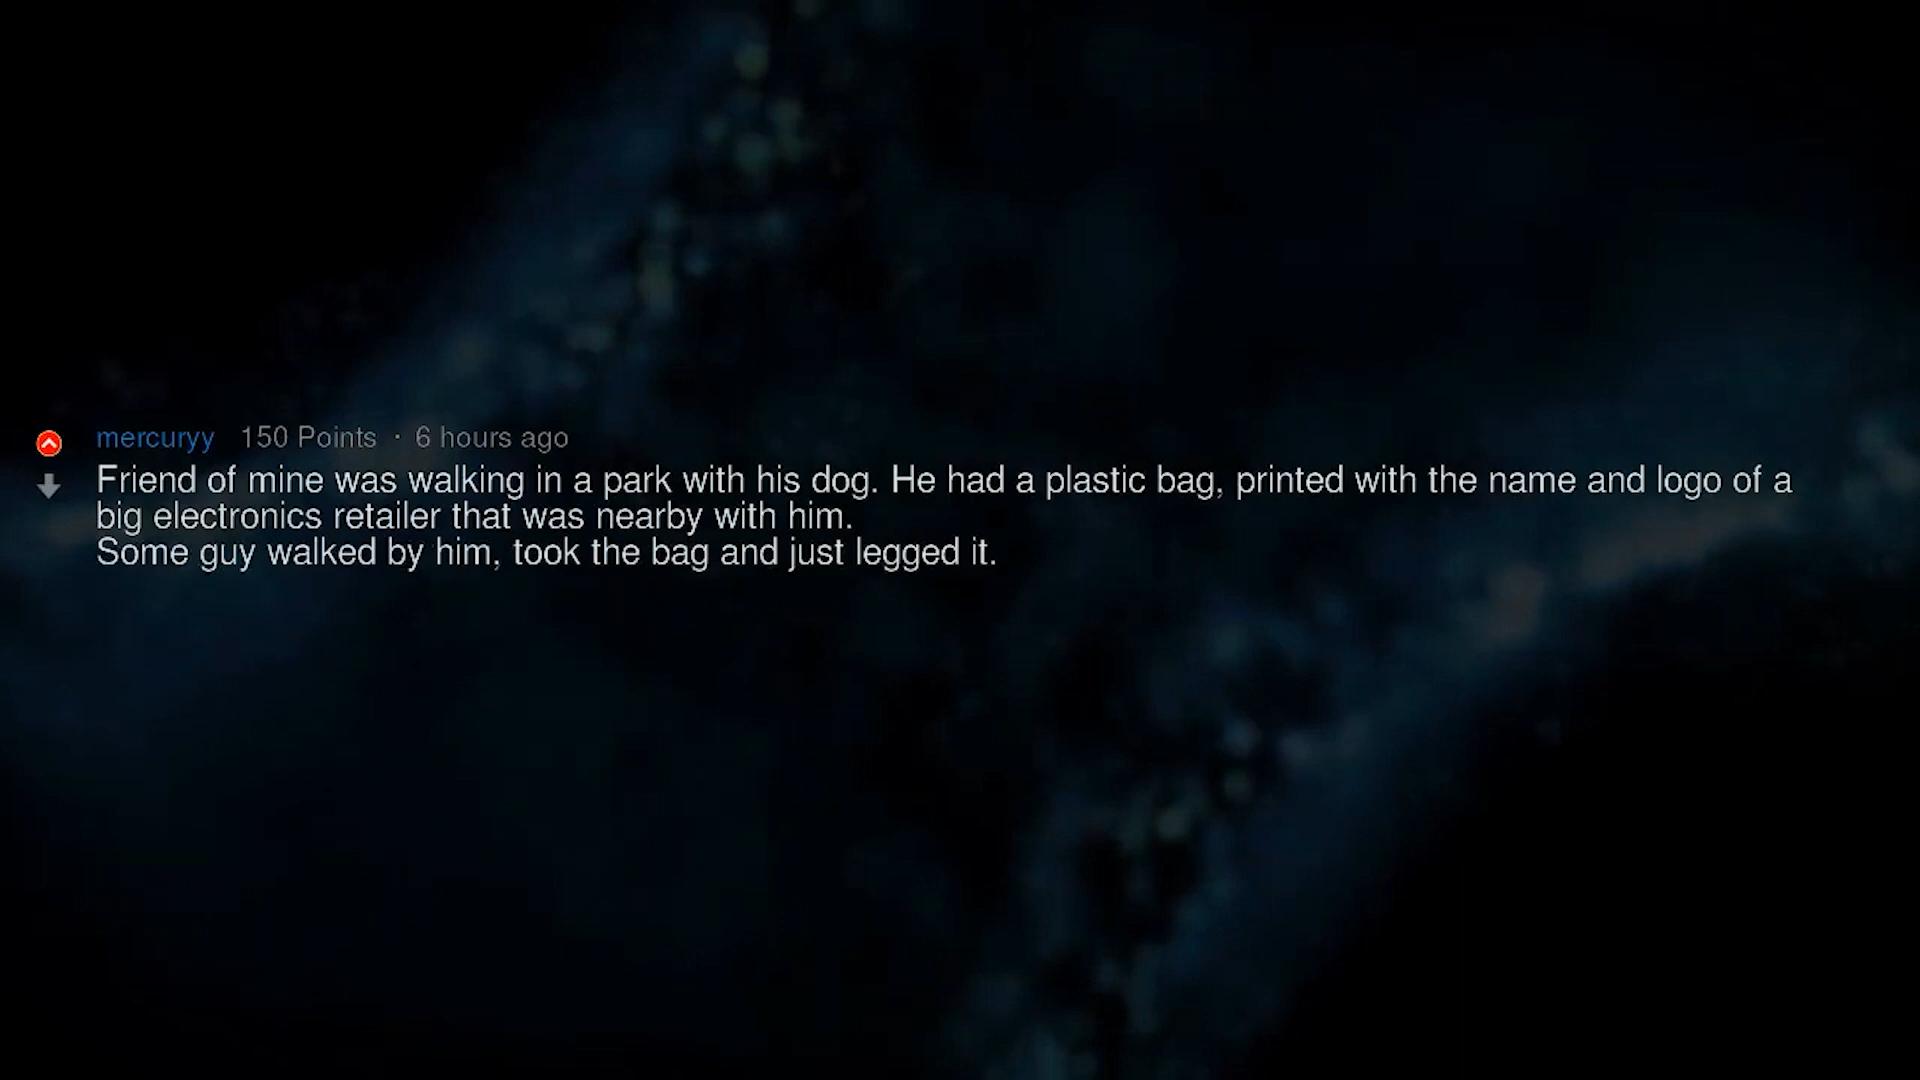 mercuryy 150 Points · 6 hours ago
Friend of mine was walking in a park with his dog. He had a plastic bag, printed with the name and logo of a
big electronics retailer that was nearby with him.
Some guy walked by him, took the bag and just legged it.